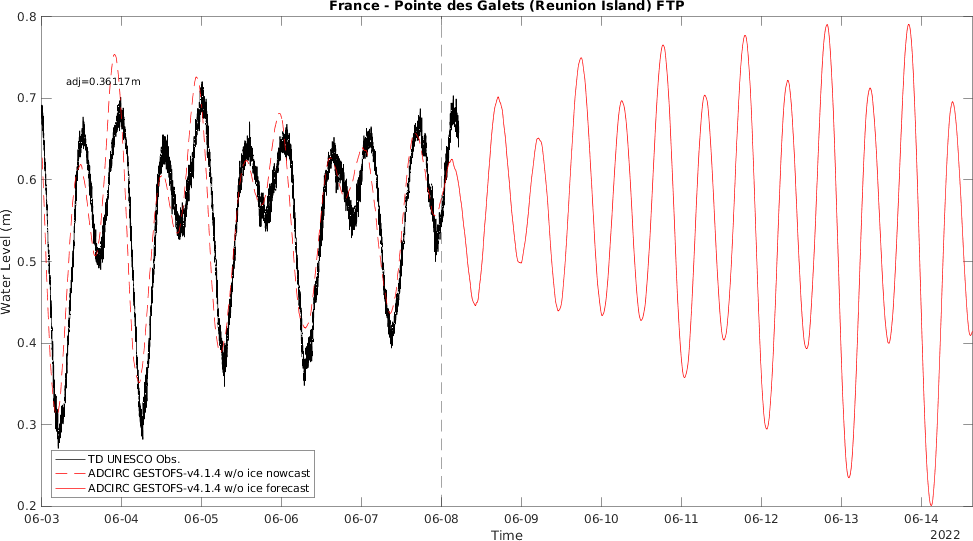 France - Pointe des Galets (Reunion Island) FTP
0.8
adj=0.36117m
0.7
0.6
Water Level (m)
0.5
0.4
0.3
TD UNESCO Obs.
ADCIRC GESTOFS-v4.1.4 w/o ice nowcast
ADCIRC GESTOFS-v4.1.4 w/o ice forecast
0.2
06-03 06-04 06-05 06-06 06-07 06-08 06-09 06-10 06-11 06-12 06-13 06-14
Time 2022